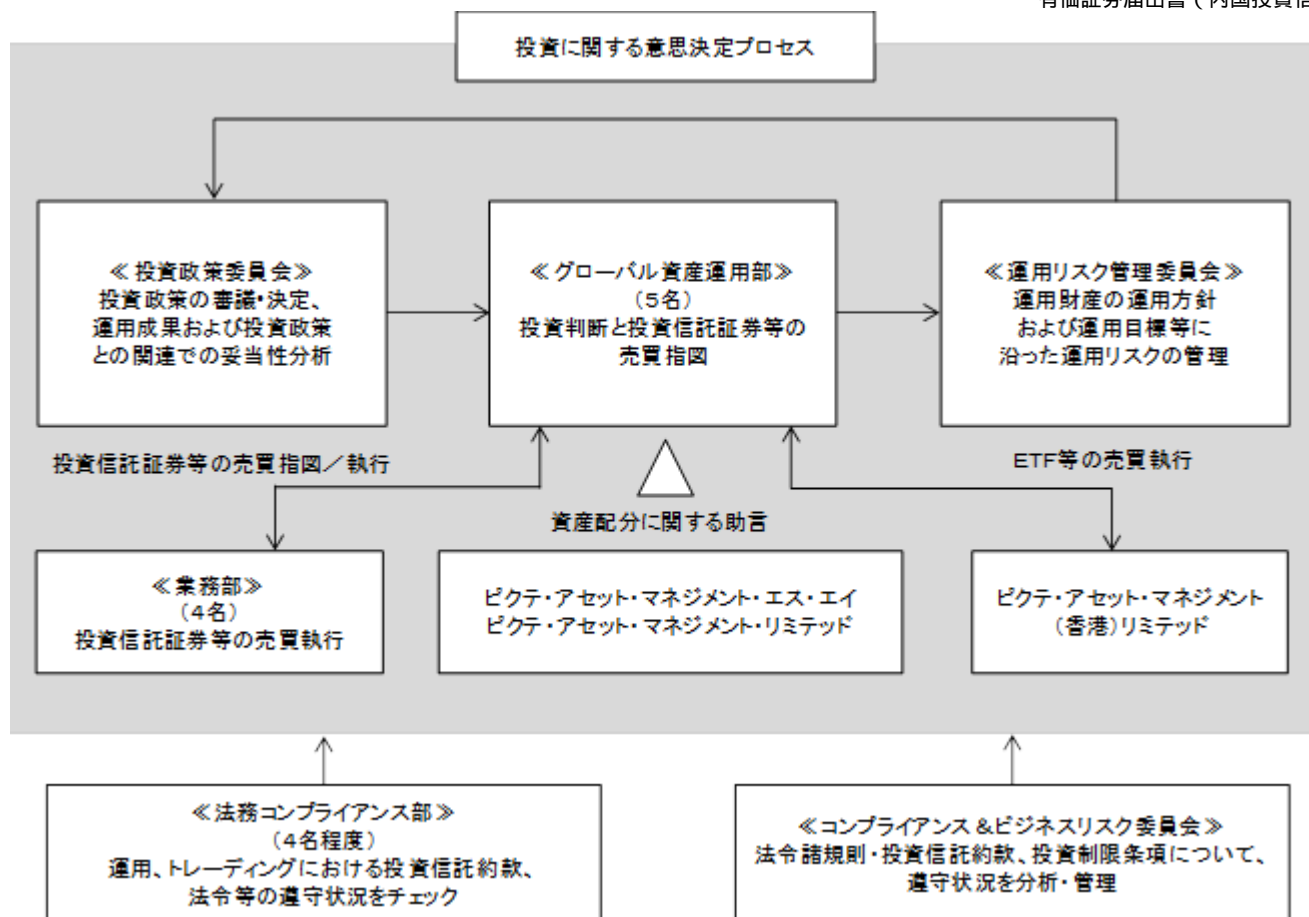 有価証券届出書(内国投資信
投資に関する意思決定プロセス
≪投資政策委員会≫
投資政策の審議・決定、
運用成果および投資政策
との関連での妥当性分析
≪グローバル資産運用部≫
(5名)
投資判断と投資信託証券等の
売買指図
≪運用リスク管理委員会≫
運用財産の運用方針
および運用目標等に
沿った運用リスクの管理
投資信託証券等の売買指図/執行
ETF等の売買執行
資産配分に関する助言
≪業務部≫
(4名)
投資信託証券等の売買執行
ピクテ・アセット・マネジメント・エス・エイ
ピクテ・アセット・マネジメント・リミテッド
ピクテ・アセット・マネジメント
(香港)リミテッド
≪法務コンプライアンス部≫
(4名程度)
運用、トレーディングにおける投資信託約款、
法令等の遵守状況をチェック
≪コンプライアンス&ビジネスリスク委員会≫
法令諸規則・投資信託約款、投資制限条項について、
遵守状況を分析・管理